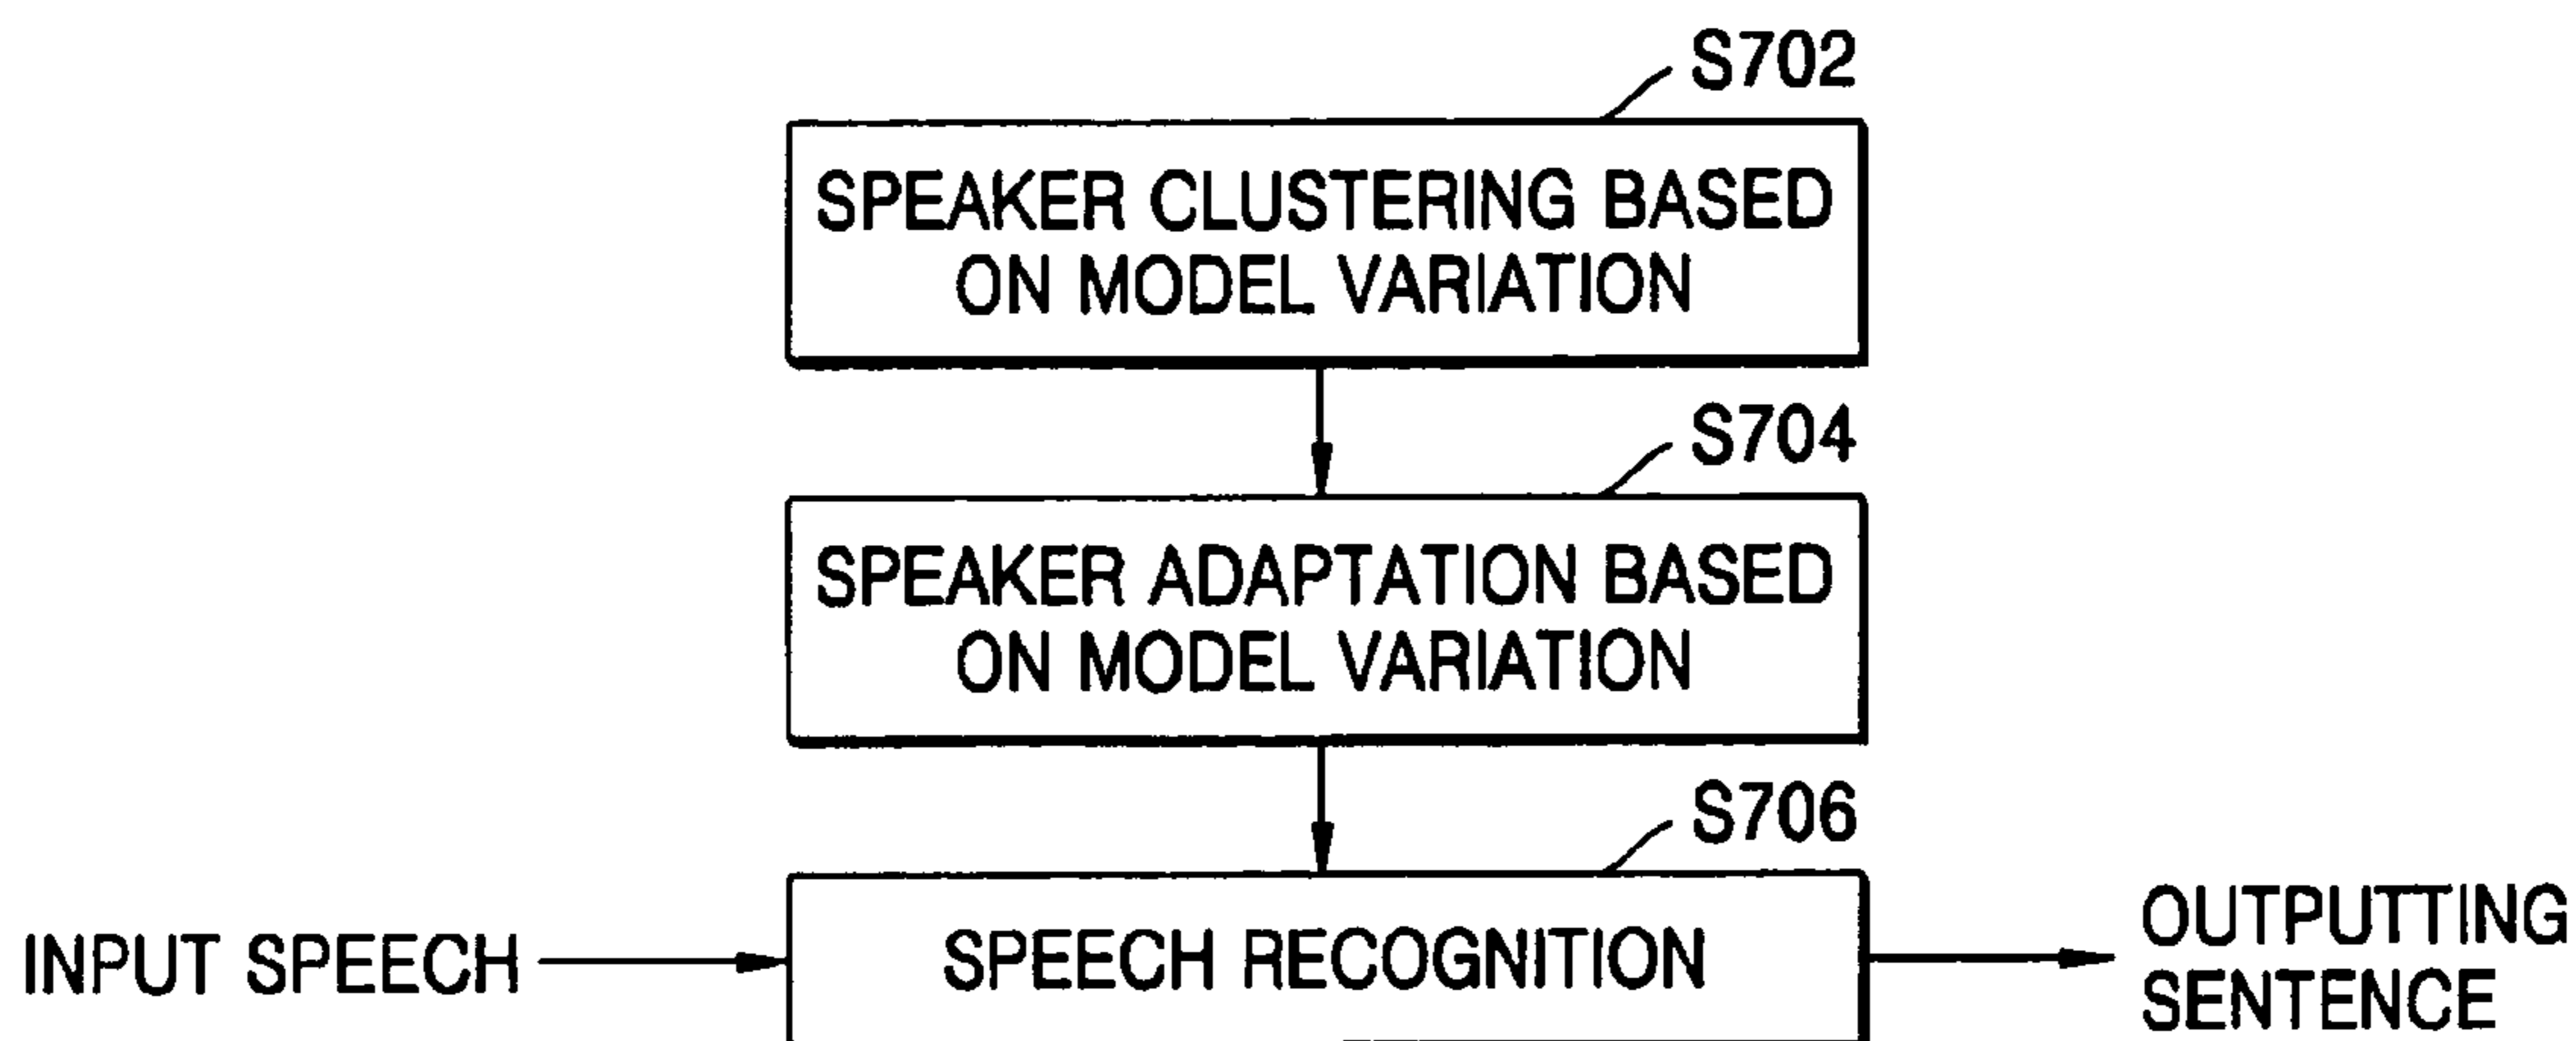 S702
SPEAKER CLUSTERING BASED
ON MODEL VARIATION
S704
SPEAKER ADAPTATION BASED
ON MODEL VARIATION
S706
INPUT SPEECH
SPEECH RECOGNITION
OUTPUTTING
SENTENCE